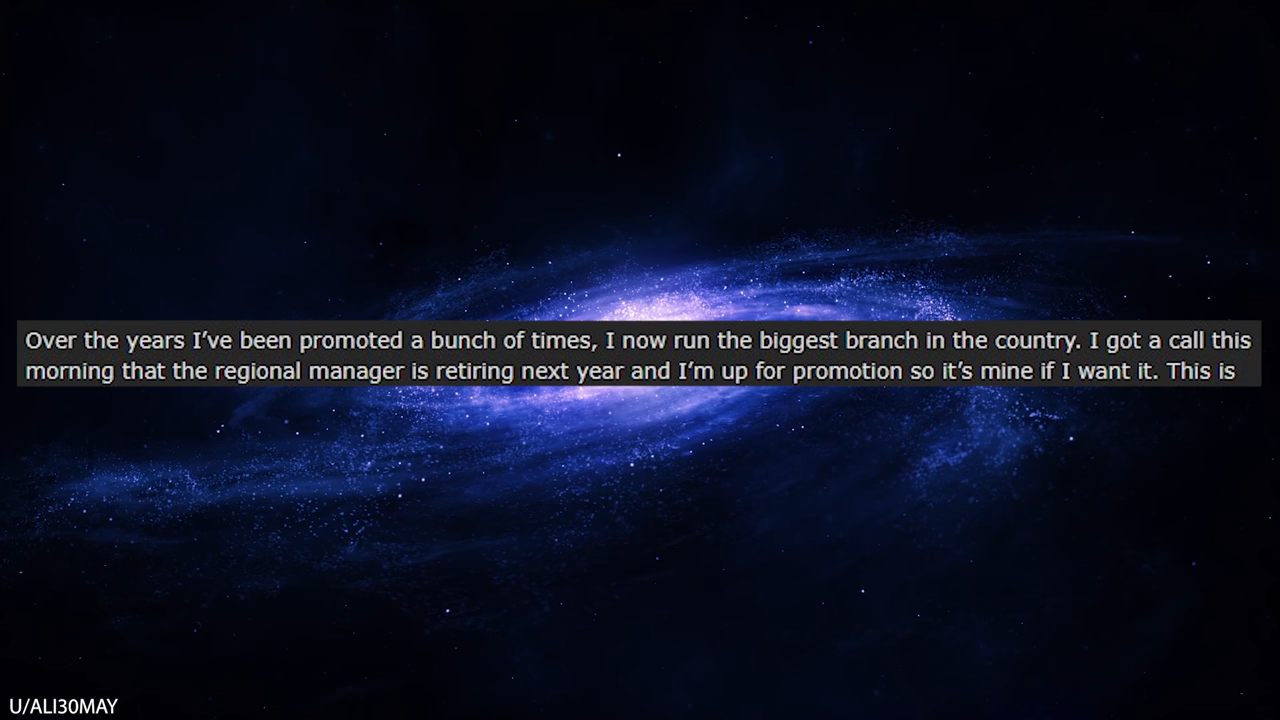 Over the years I’ve been promoted a bunch of times, I now run the biggest branch in the country. I got a call this
morning that the regional manager is retiring next year and I’m up for promotion so it’s mine if I want it. This is
U/ALI30MAY